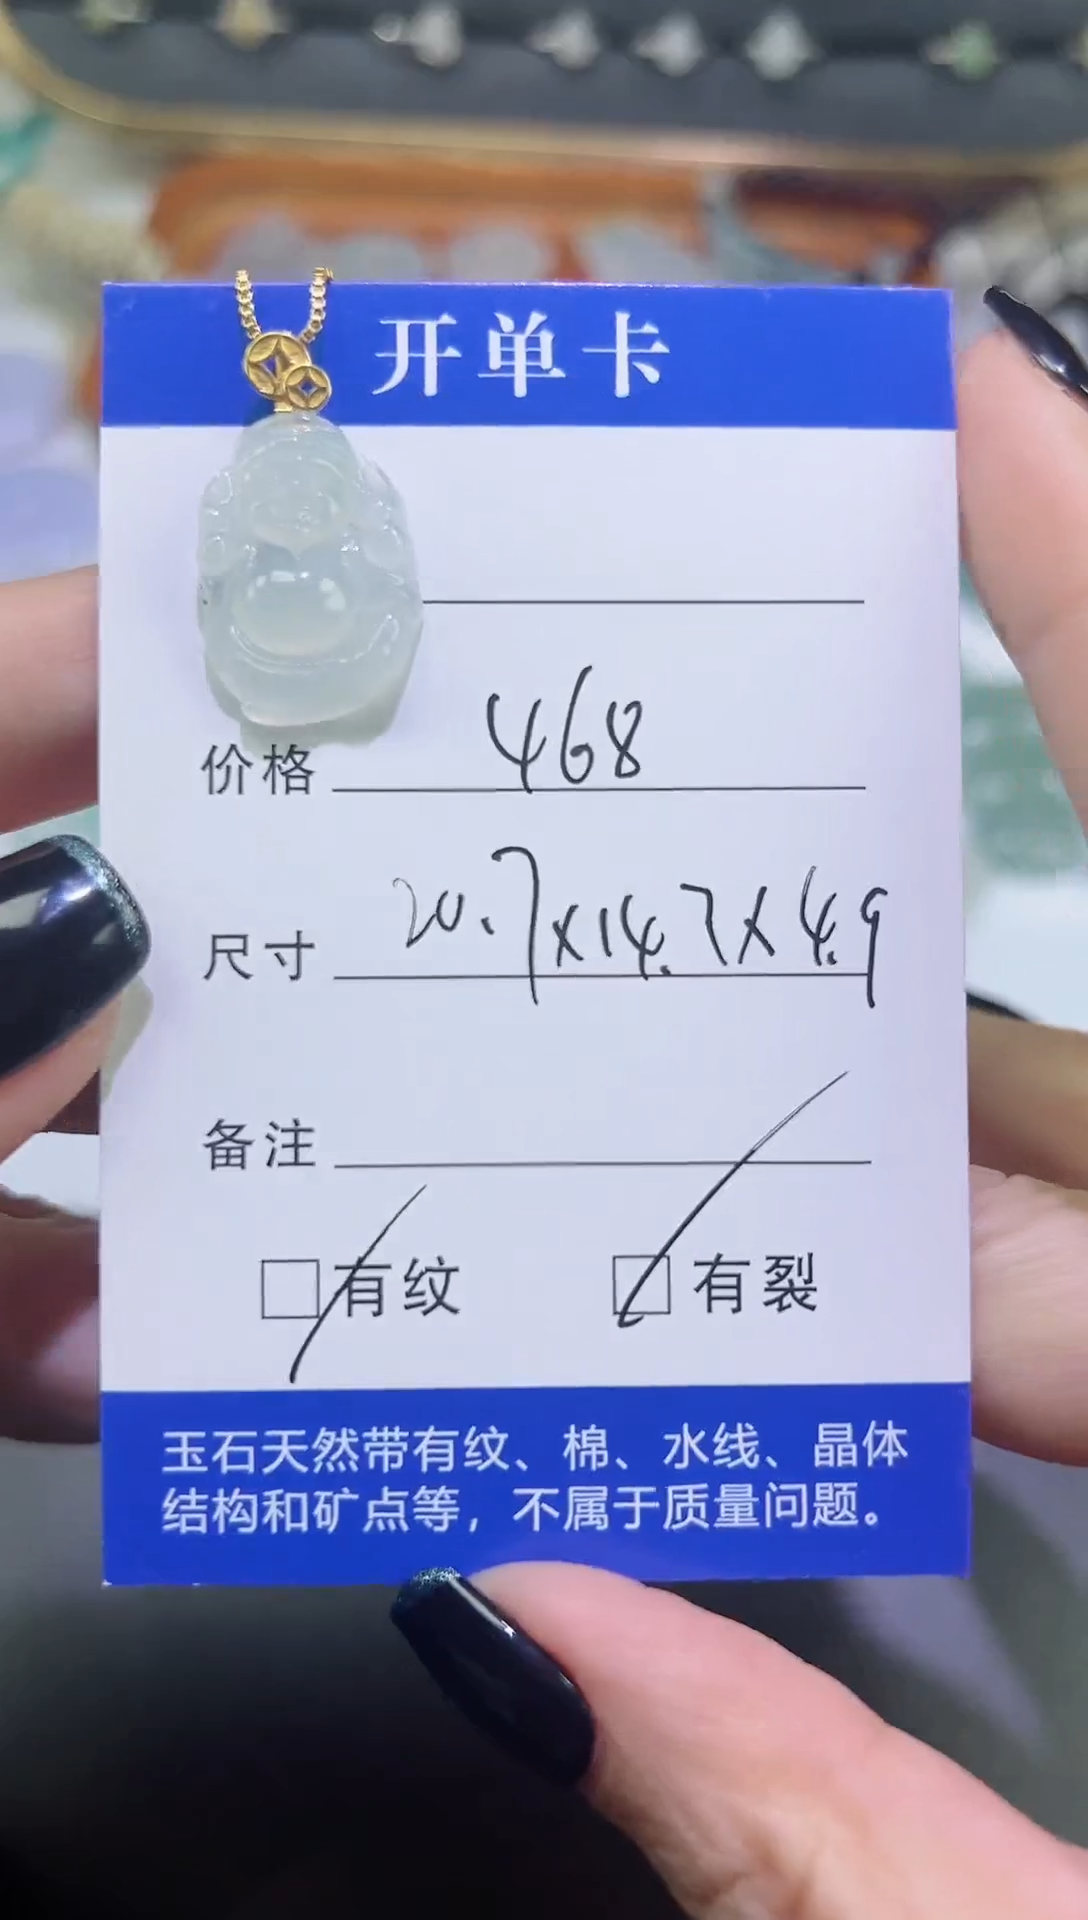 开单卡
价格 468
尺寸 20.7x14.7x4.9
备注
有纹 有裂
玉石天然带有纹、棉、水线、晶体
结构和矿点等，不属于质量问题。